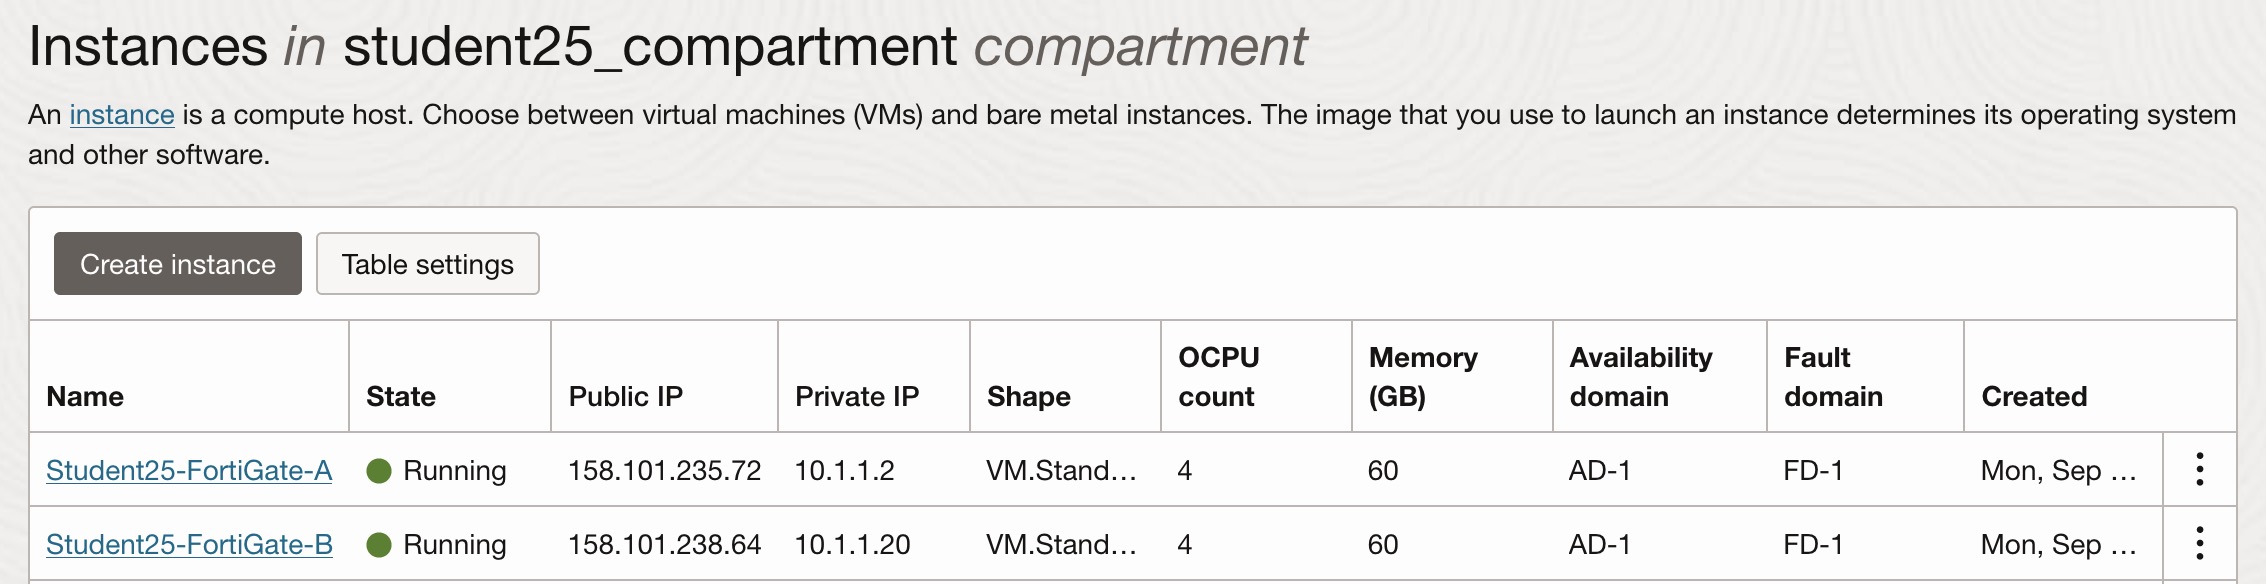 Instances in student25_compartment compartment
An instance is a compute host. Choose between virtual machines (VMs) and bare metal instances. The image that you use to launch an instance determines its operating system
and other software.
Create instance Table settings
Name State Public IP Private IP Shape OCPU count Memory (GB) Availability domain Fault domain Created
Student25-FortiGate-A Running 158.101.235.72 10.1.1.2 VM.Stand... 4 60 AD-1 FD-1 Mon, Sep ...
Student25-FortiGate-B Running 158.101.238.64 10.1.1.20 VM.Stand... 4 60 AD-1 FD-1 Mon, Sep ...